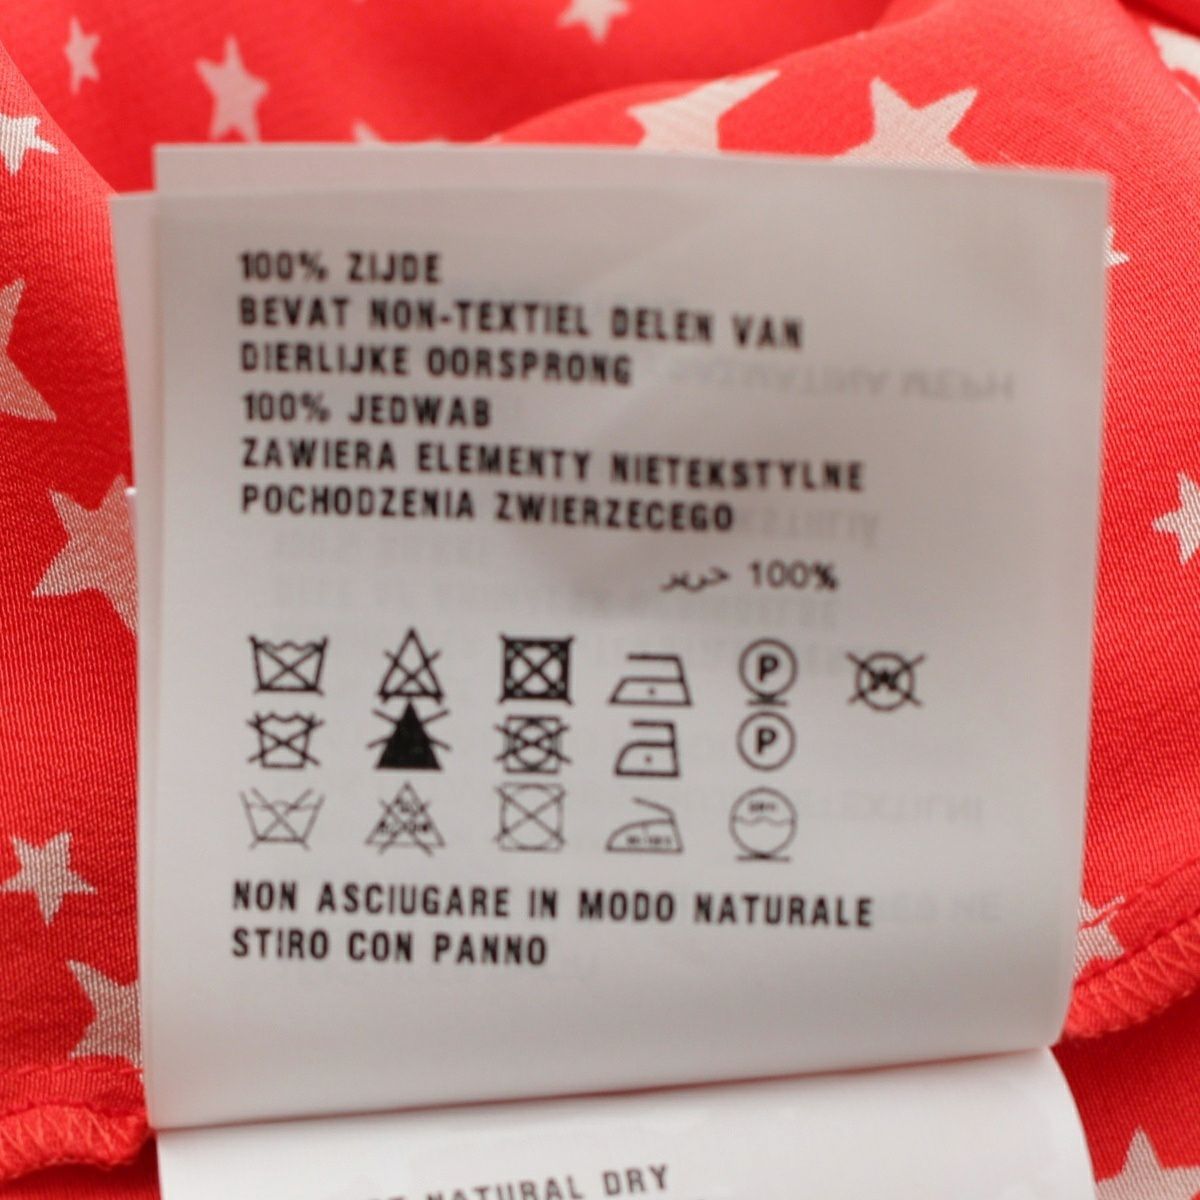 100% ZIJDE
BEVAT NON-TEXTIEL DELEN VAN
DIERLIJKE OORSPRONG
100% JEDWAB
ZAWIERA ELEMENTY NIETEKSTYLNE
POCHODZENIA ZWIERZECEGO
100% حرير
P W
P
NON ASCIUGARE IN MODO NATURALE
STIRO CON PANNO
NATURAL DRY